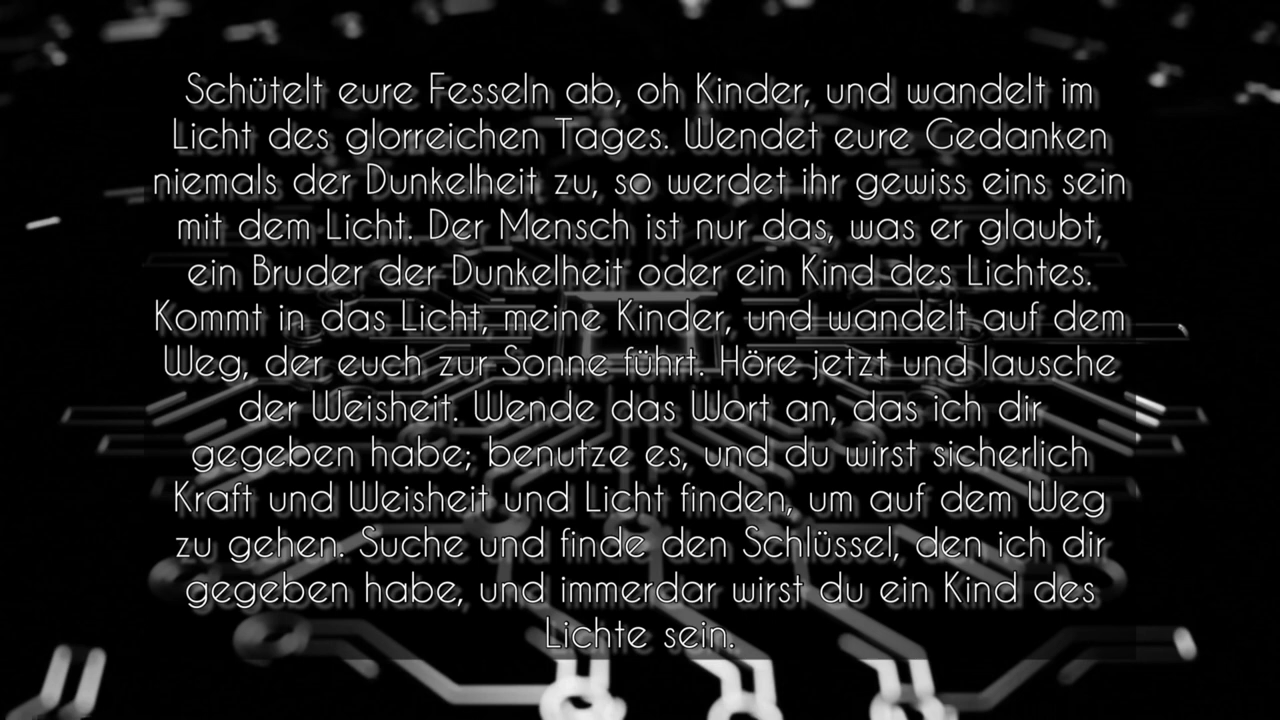 Schütelt eure Fesseln ab, oh Kinder, und wandelt im
Licht des glorreichen Tages. Wendet eure Gedanken
niemals der Dunkelheit zu, so werdet ihr gewiss eins sein
mit dem Licht. Der Mensch ist nur das, was er glaubt,
ein Bruder der Dunkelheit oder ein Kind des Lichtes.
Kommt in das Licht, meine Kinder, und wandelt auf dem
Weg, der euch zur Sonne führt. Höre jetzt und lausche
der Weisheit. Wende das Wort an, das ich dir
gegeben habe; benutze es, und du wirst sicherlich
Kraft und Weisheit und Licht finden, um auf dem Weg
zu gehen. Suche und finde den Schlüssel, den ich dir
gegeben habe, und immerdar wirst du ein Kind des
Lichte sein.